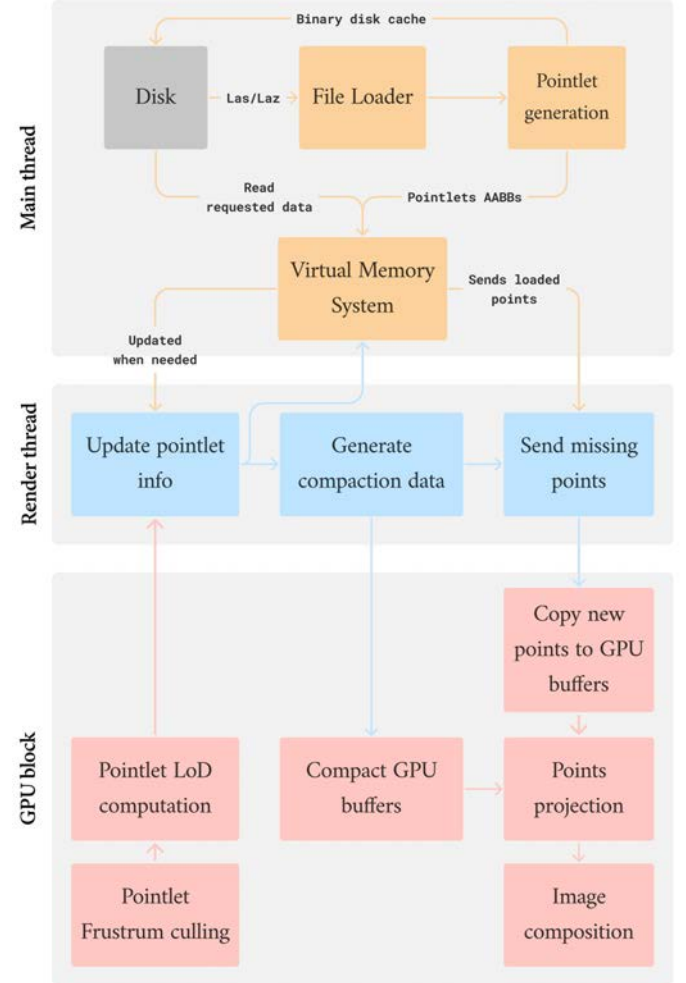 Binary disk cache
Main thread
Disk
Las/Laz
File Loader
Pointlet
generation
Read
requested data
Pointlets AABBs
Virtual Memory
System
Sends loaded
points
Updated
when needed
Render thread
Update pointlet
info
Generate
compaction data
Send missing
points
GPU block
Copy new
points to GPU
buffers
Pointlet LoD
computation
Compact GPU
buffers
Points
projection
Pointlet
Frustrum culling
Image
composition